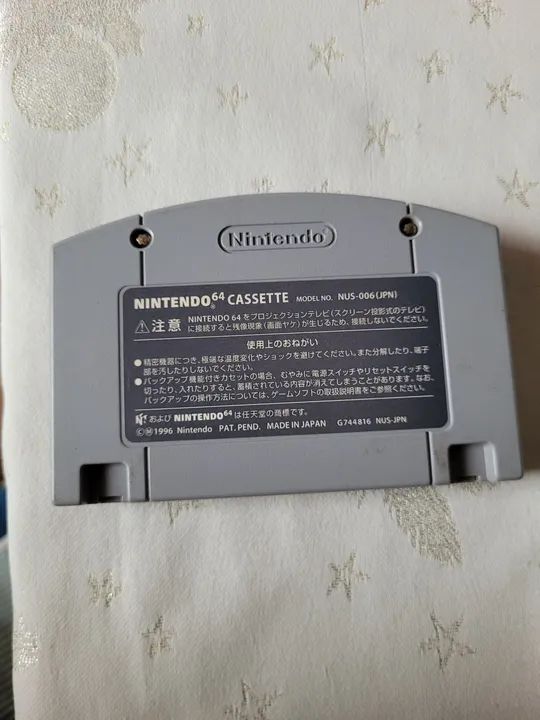 Nintendo®
NINTENDO64® CASSETTE MODEL NO. NUS-006(JPN)
⚠注意 NINTENDO 64 をプロジェクションテレビ(スクリーン投影式のテレビ)
に接続すると残像現象(画面ヤケ)が生じるため、接続しないでください。
使用上のおねがい
●精密機器につき、極端な温度変化やショックを避けてください。また分解したり、端子
部を汚したりしないでください。
●バックアップ機能付きカセットの場合、むやみに電源スイッチやリセットスイッチを
切ったり、入れたりすると、蓄積されている内容が消えてしまうことがあります。なお、
バックアップの操作方法については、ゲームソフトの取扱説明書をご参照ください。
および NINTENDO64 は任天堂の商標です。
©Ⓜ1996 Nintendo PAT. PEND. MADE IN JAPAN G744816 NUS-JPN